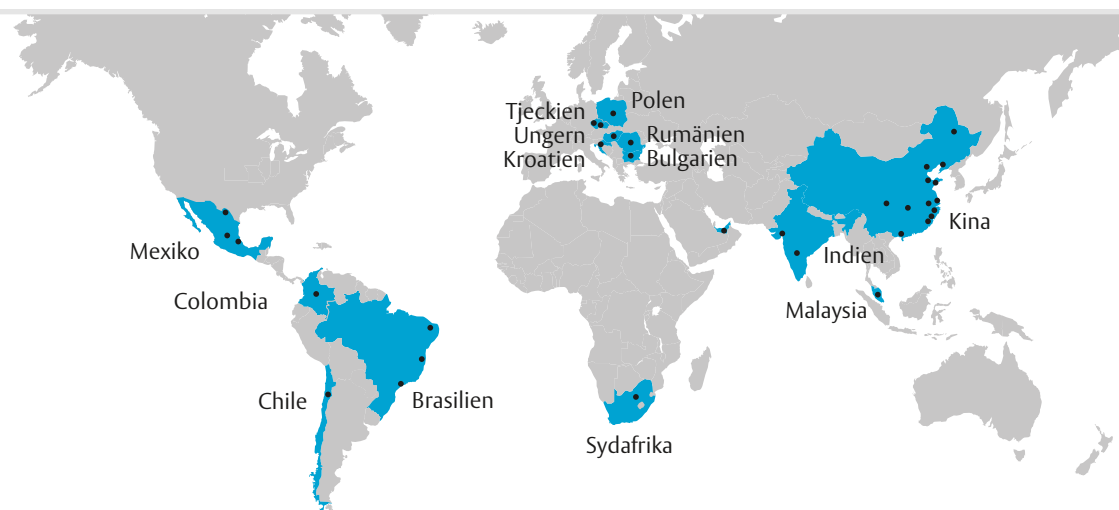 Polen
Tjeckien
Ungern
Rumänien
Kroatien
Bulgarien
Kina
Mexiko
Indien
Colombia
Malaysia
Chile
Brasilien
Sydafrika